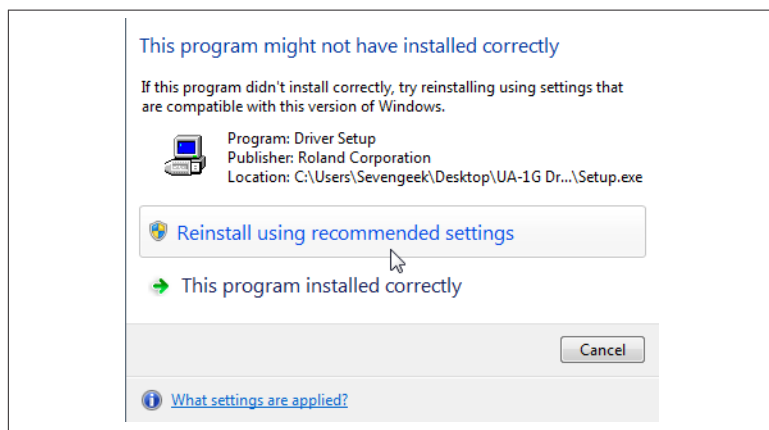 This program might not have installed correctly
If this program didn't install correctly, try reinstalling using settings that
are compatible with this version of Windows.
Program: Driver Setup
Publisher: Roland Corporation
Location: C:\Users\Sevengeek\Desktop\UA-1G Dr...\Setup.exe
Reinstall using recommended settings
This program installed correctly
Cancel
What settings are applied?